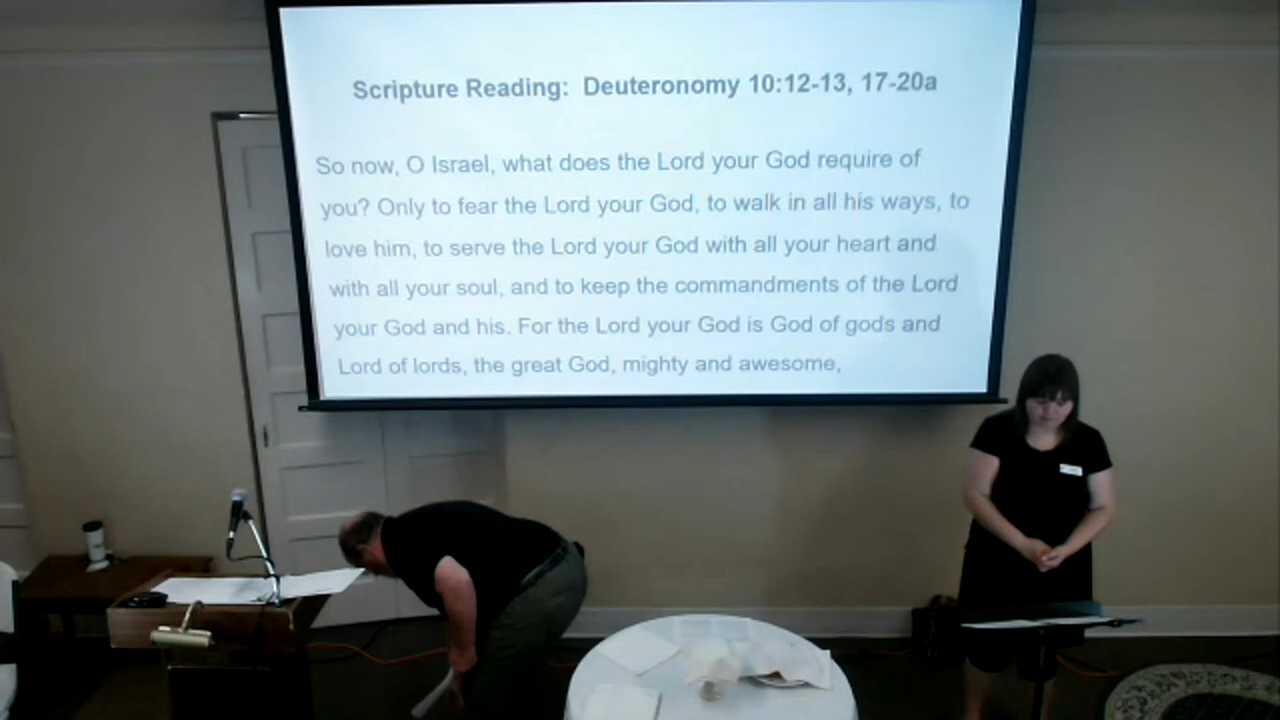 Scripture Reading: Deuteronomy 10:12-13, 17-20a
So now, O Israel, what does the Lord your God require of
you? Only to fear the Lord your God, to walk in all his ways, to
love him, to serve the Lord your God with all your heart and
with all your soul, and to keep the commandments of the Lord
your God and his. For the Lord your God is God of gods and
Lord of lords, the great God, mighty and awesome,